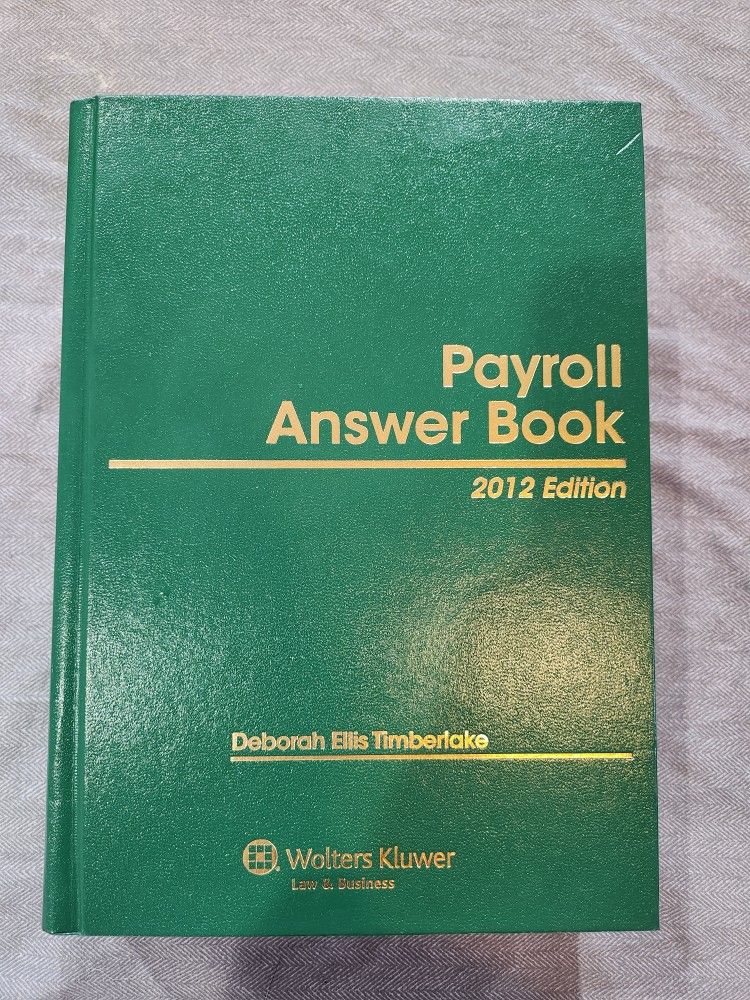 Payroll
Answer Book
2012 Edition
Deborah Ellis Timberlake
Wolters Kluwer
Law & Business